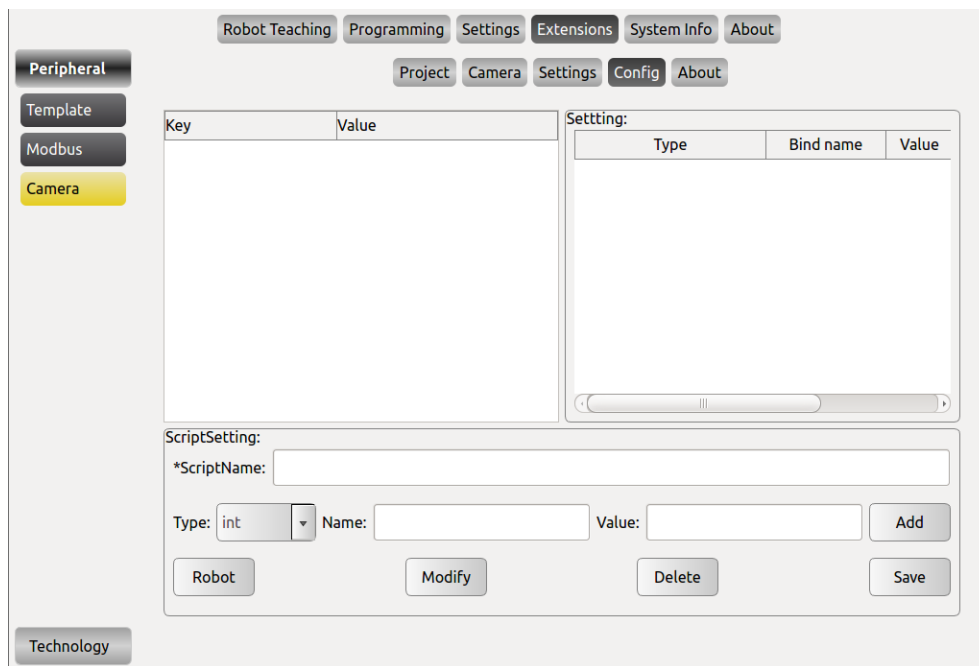 Robot Teaching Programming Settings Extensions System Info About
Peripheral
Project Camera Settings Config About
Template
Modbus
Camera
Key Value
Settting:
Type Bind name Value
ScriptSetting:
*ScriptName:
Type: int Name: Value: Add
Robot Modify Delete Save
Technology